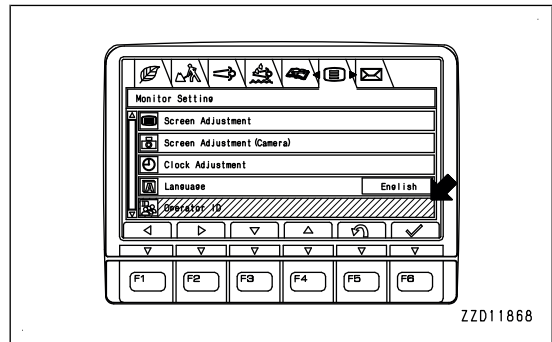 Monitor Setting
Screen Adjustment
Screen Adjustment (Camera)
Clock Adjustment
A Language English
Operator ID
F1 F2 F3 F4 F5 F6
ZZD11868